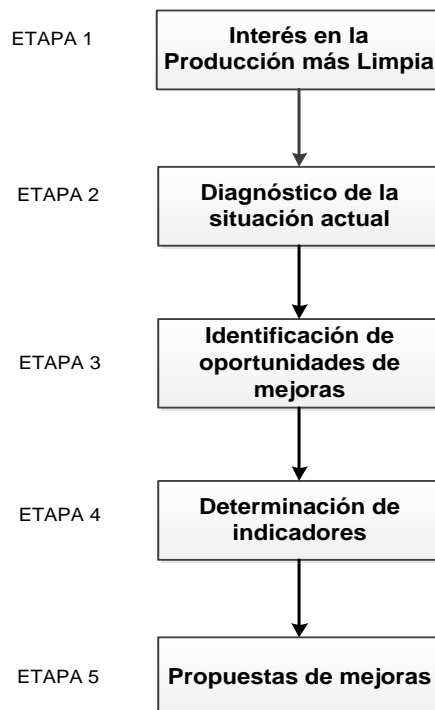 ETAPA 1
Interés en la
Producción más Limpia
ETAPA 2
Diagnóstico de la
situación actual
ETAPA 3
Identificación de
oportunidades de
mejoras
ETAPA 4
Determinación de
indicadores
ETAPA 5
Propuestas de mejoras